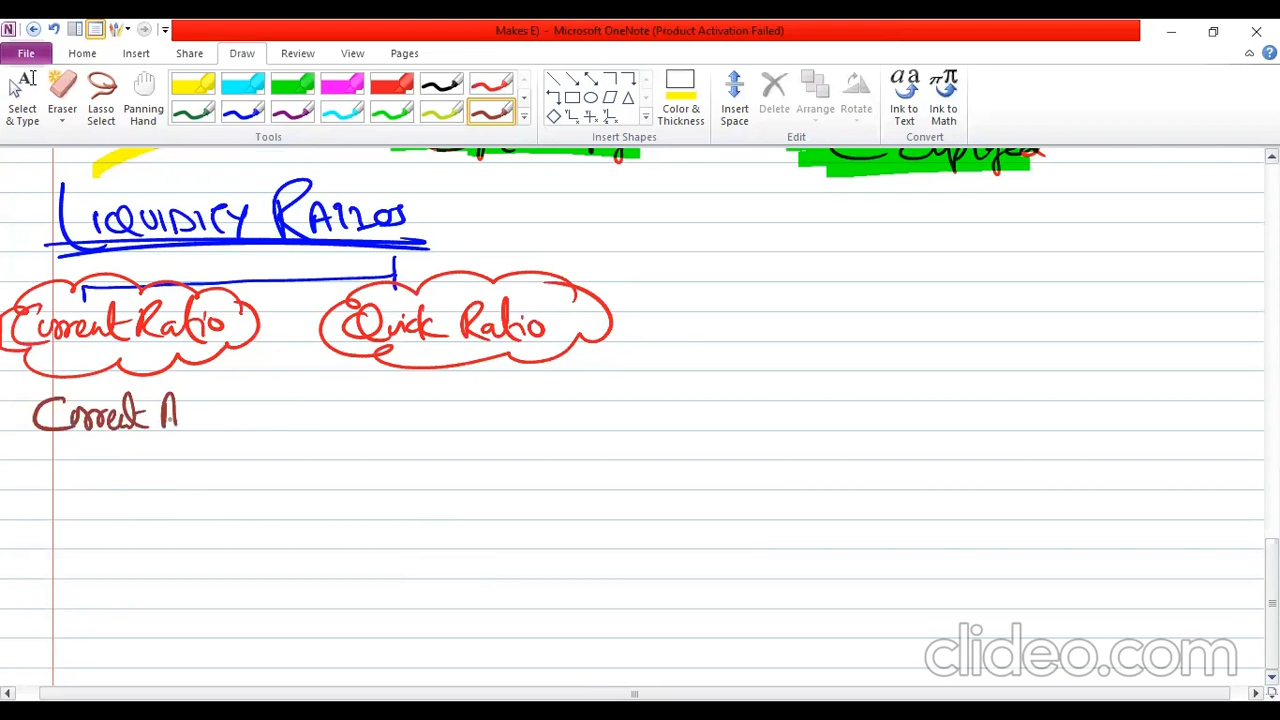 Makes E) - Microsoft OneNote (Product Activation Failed)
File Home Insert Share Draw Review View Pages
Select & Type
Eraser
Lasso Select
Panning Hand
Color & Thickness
Insert Space
Delete
Arrange
Rotate
Ink to Text
Ink to Math
Tools Insert Shapes Edit Convert
LIQUIDITY RATIOS
Current Ratio Quick Ratio
Current A
clideo.com